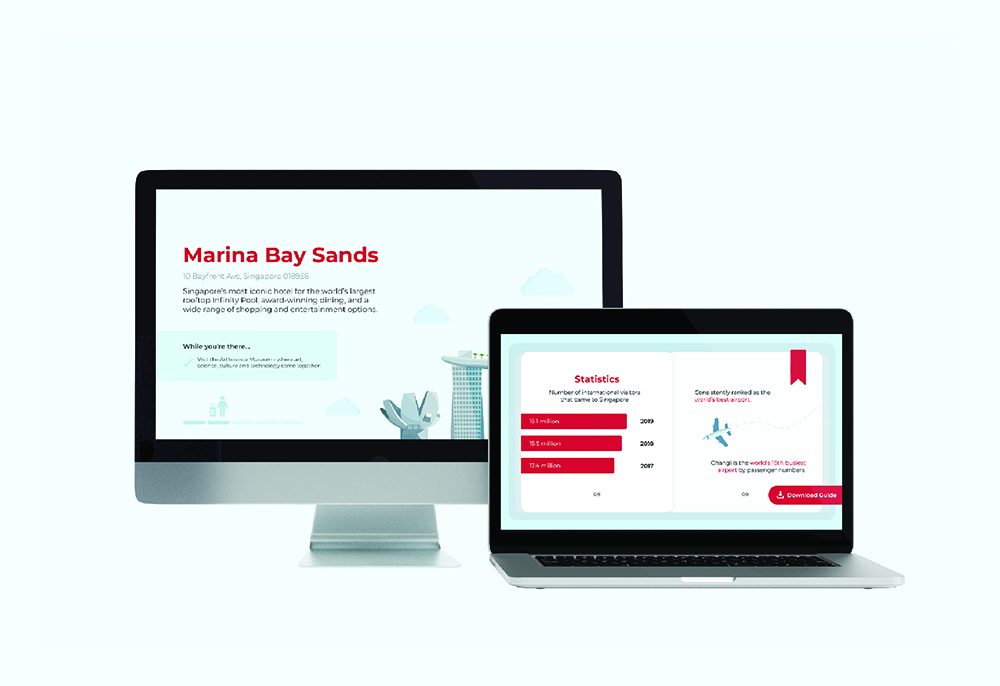 Marina Bay Sands
10 Bayfront Ave, Singapore 018956
Singapore's most iconic hotel for the world's largest
rooftop Infinity Pool, award-winning dining, and a
wide range of shopping and entertainment options.
While you're there...
Visit the ArtScience Museum - where art,
science, culture and technology come together!
Statistics
Number of international visitors
that came to Singapore
19.1 million 2019
18.5 million 2018
17.4 million 2017
08
Consistently ranked as the
world's best airport.
Changi is the world's 18th busiest
airport by passenger numbers.
09
Download Guide